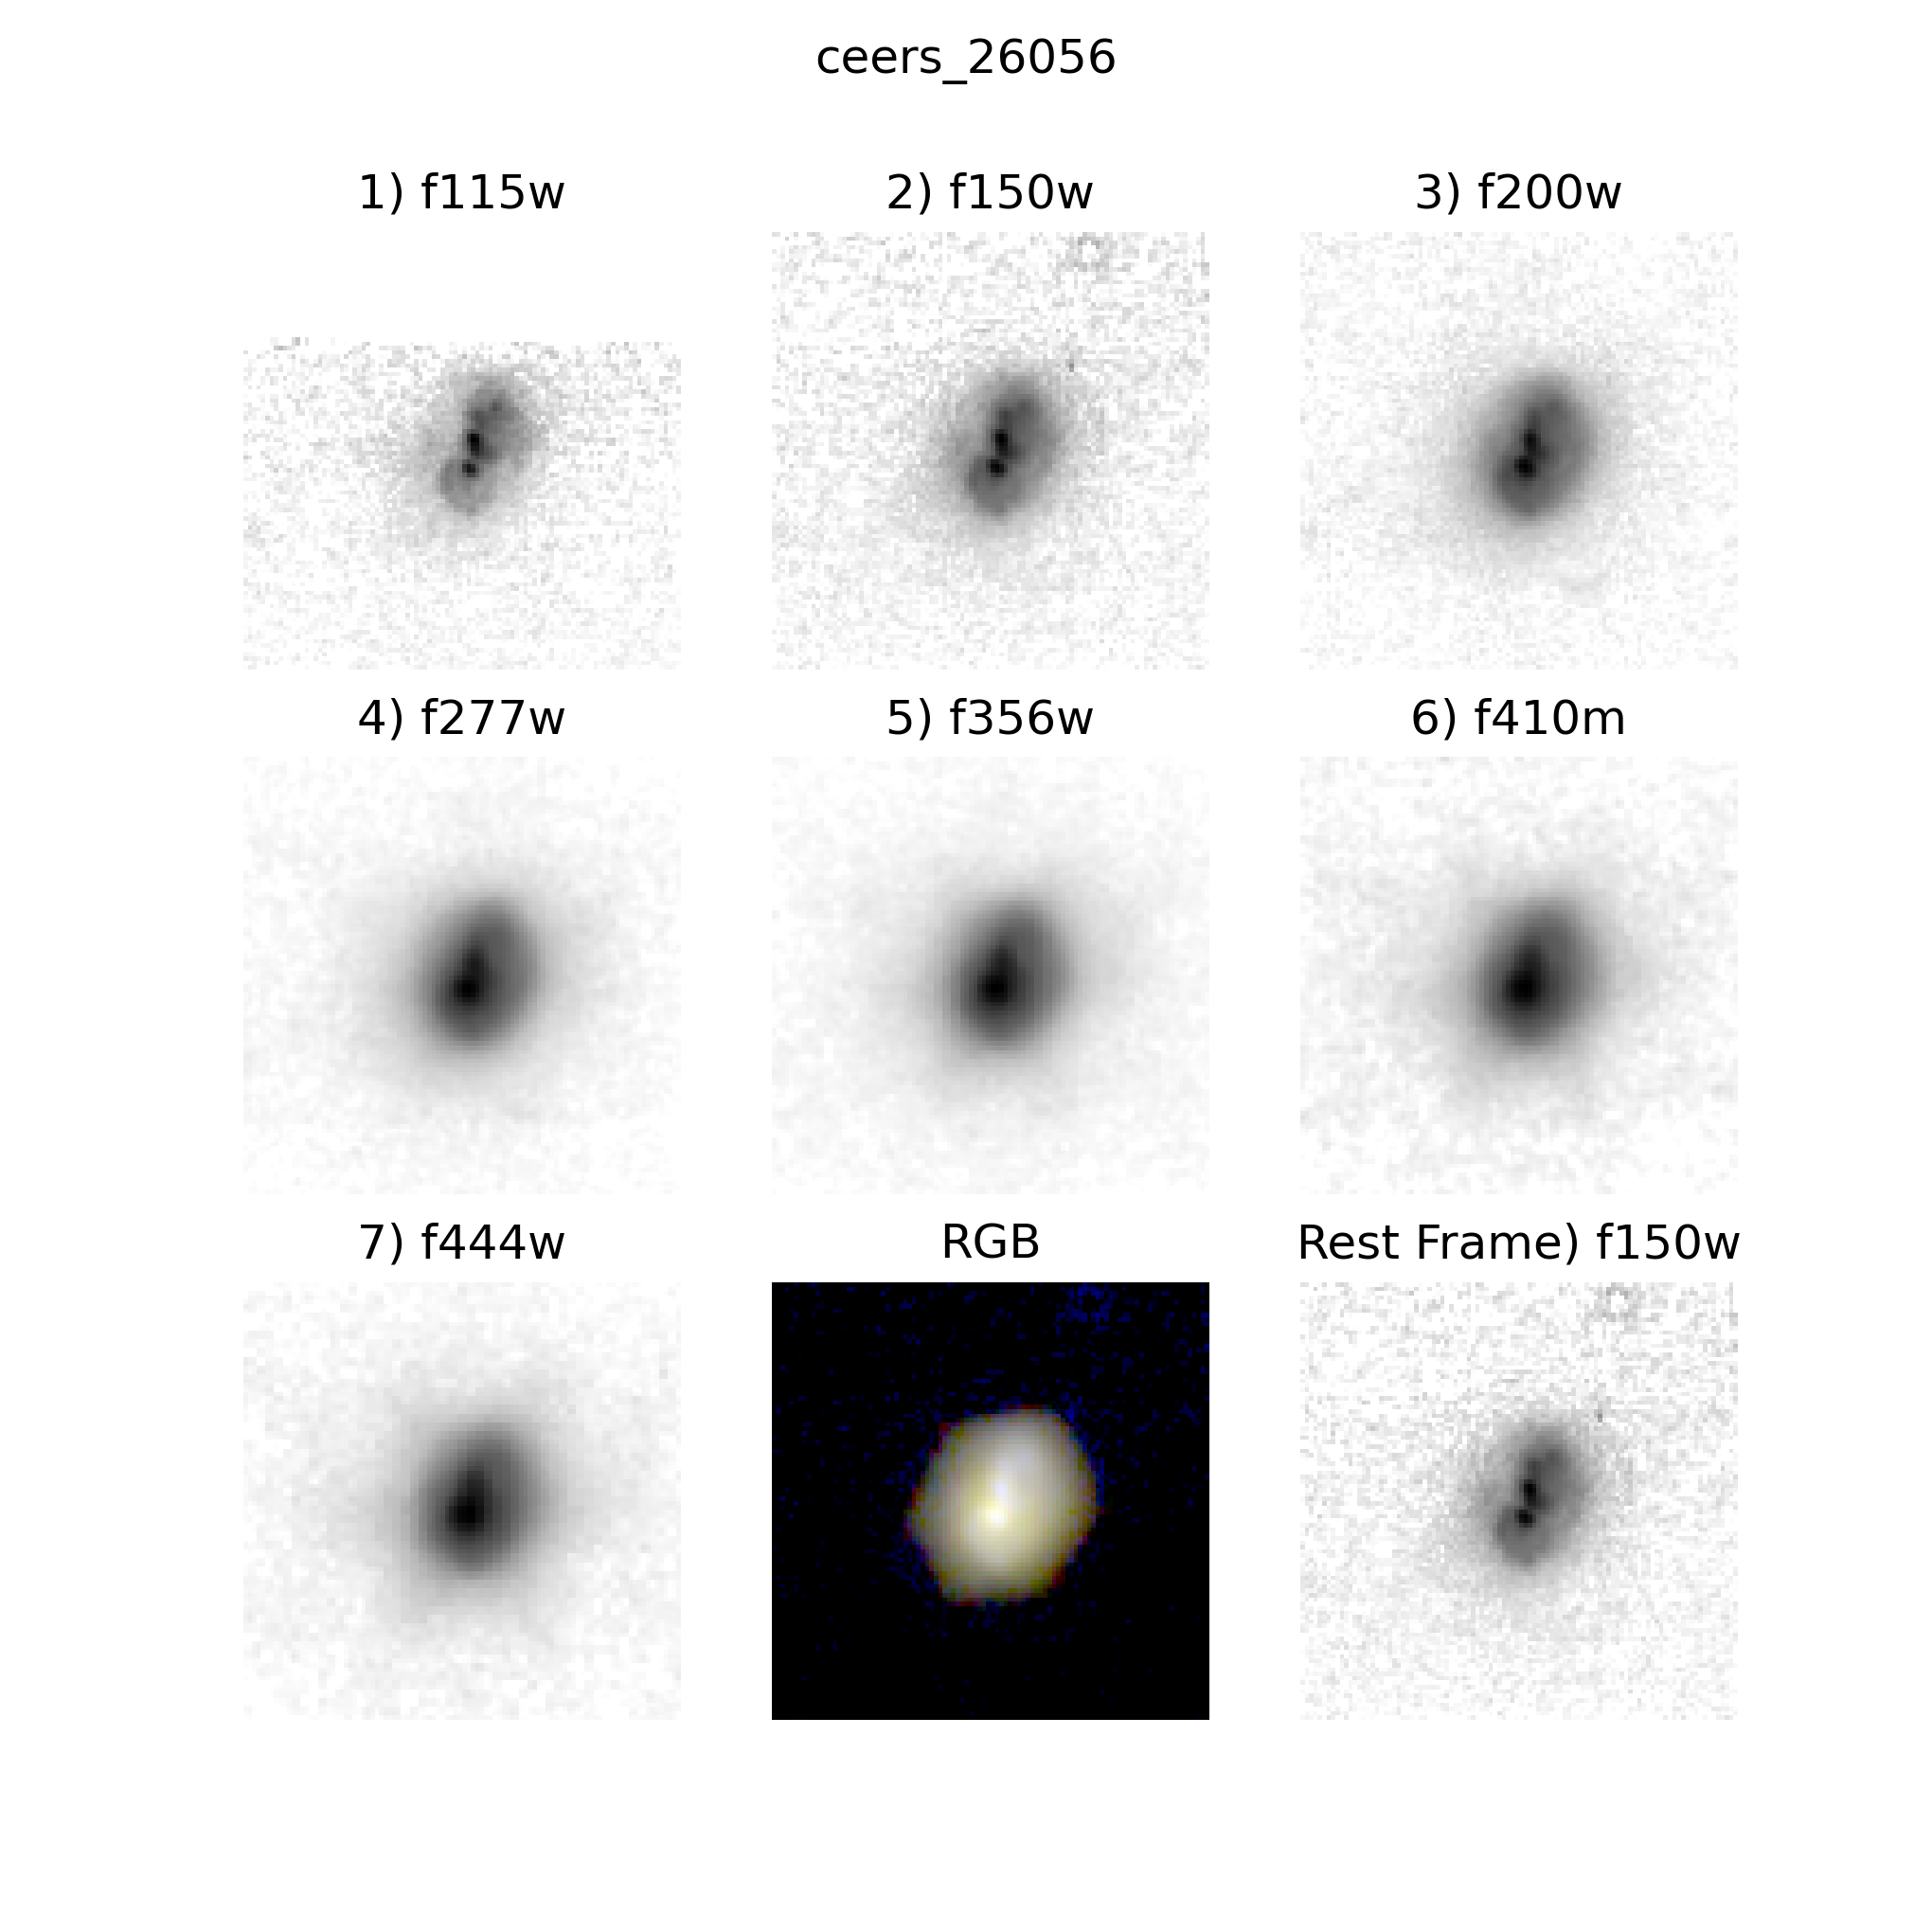 ceers_26056
1) f115w
2) f150w
3) f200w
4) f277w
5) f356w
6) f410m
7) f444w
RGB
Rest Frame) f150w